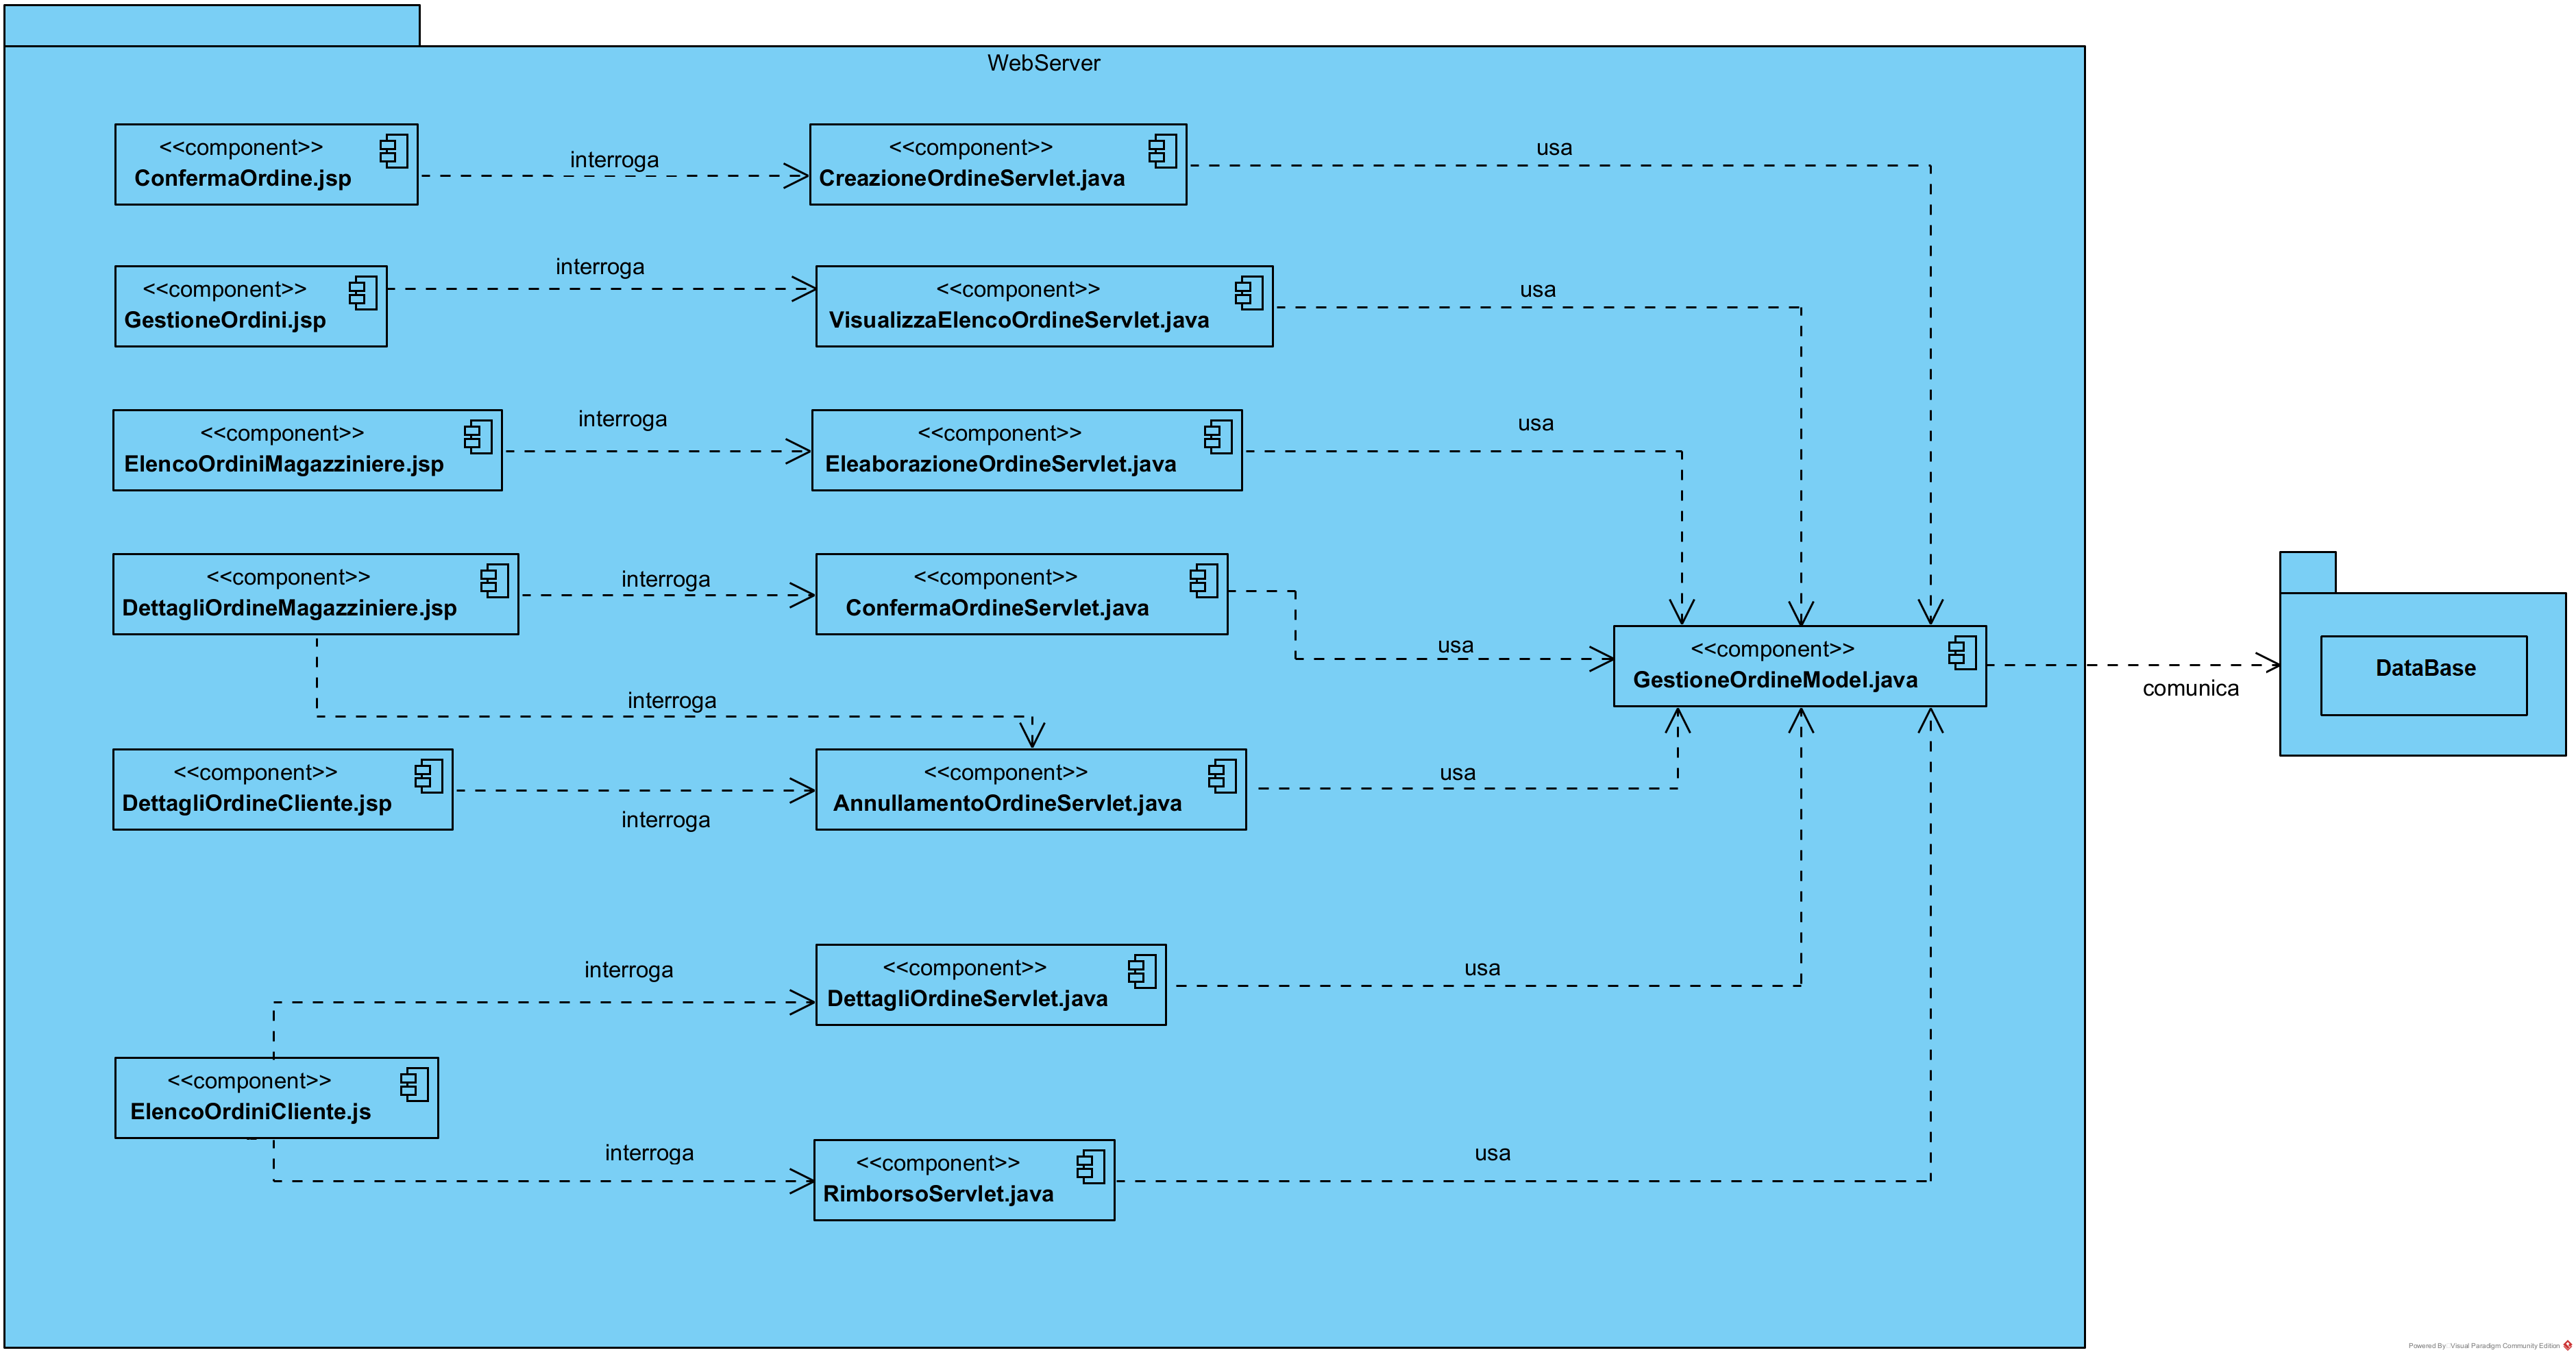 WebServer
<<component>>
ConfermaOrdine.jsp
interroga
<<component>>
CreazioneOrdineServlet.java
usa
<<component>>
GestioneOrdini.jsp
interroga
<<component>>
VisualizzaElencoOrdineServlet.java
usa
<<component>>
ElencoOrdiniMagazziniere.jsp
interroga
<<component>>
EleaborazioneOrdineServlet.java
usa
<<component>>
DettagliOrdineMagazziniere.jsp
interroga
<<component>>
ConfermaOrdineServlet.java
usa
<<component>>
GestioneOrdineModel.java
comunica
DataBase
interroga
<<component>>
DettagliOrdineCliente.jsp
interroga
<<component>>
AnnullamentoOrdineServlet.java
usa
interroga
<<component>>
DettagliOrdineServlet.java
usa
<<component>>
ElencoOrdiniCliente.js
interroga
<<component>>
RimborsoServlet.java
usa
Powered By: Visual Paradigm Community Edition